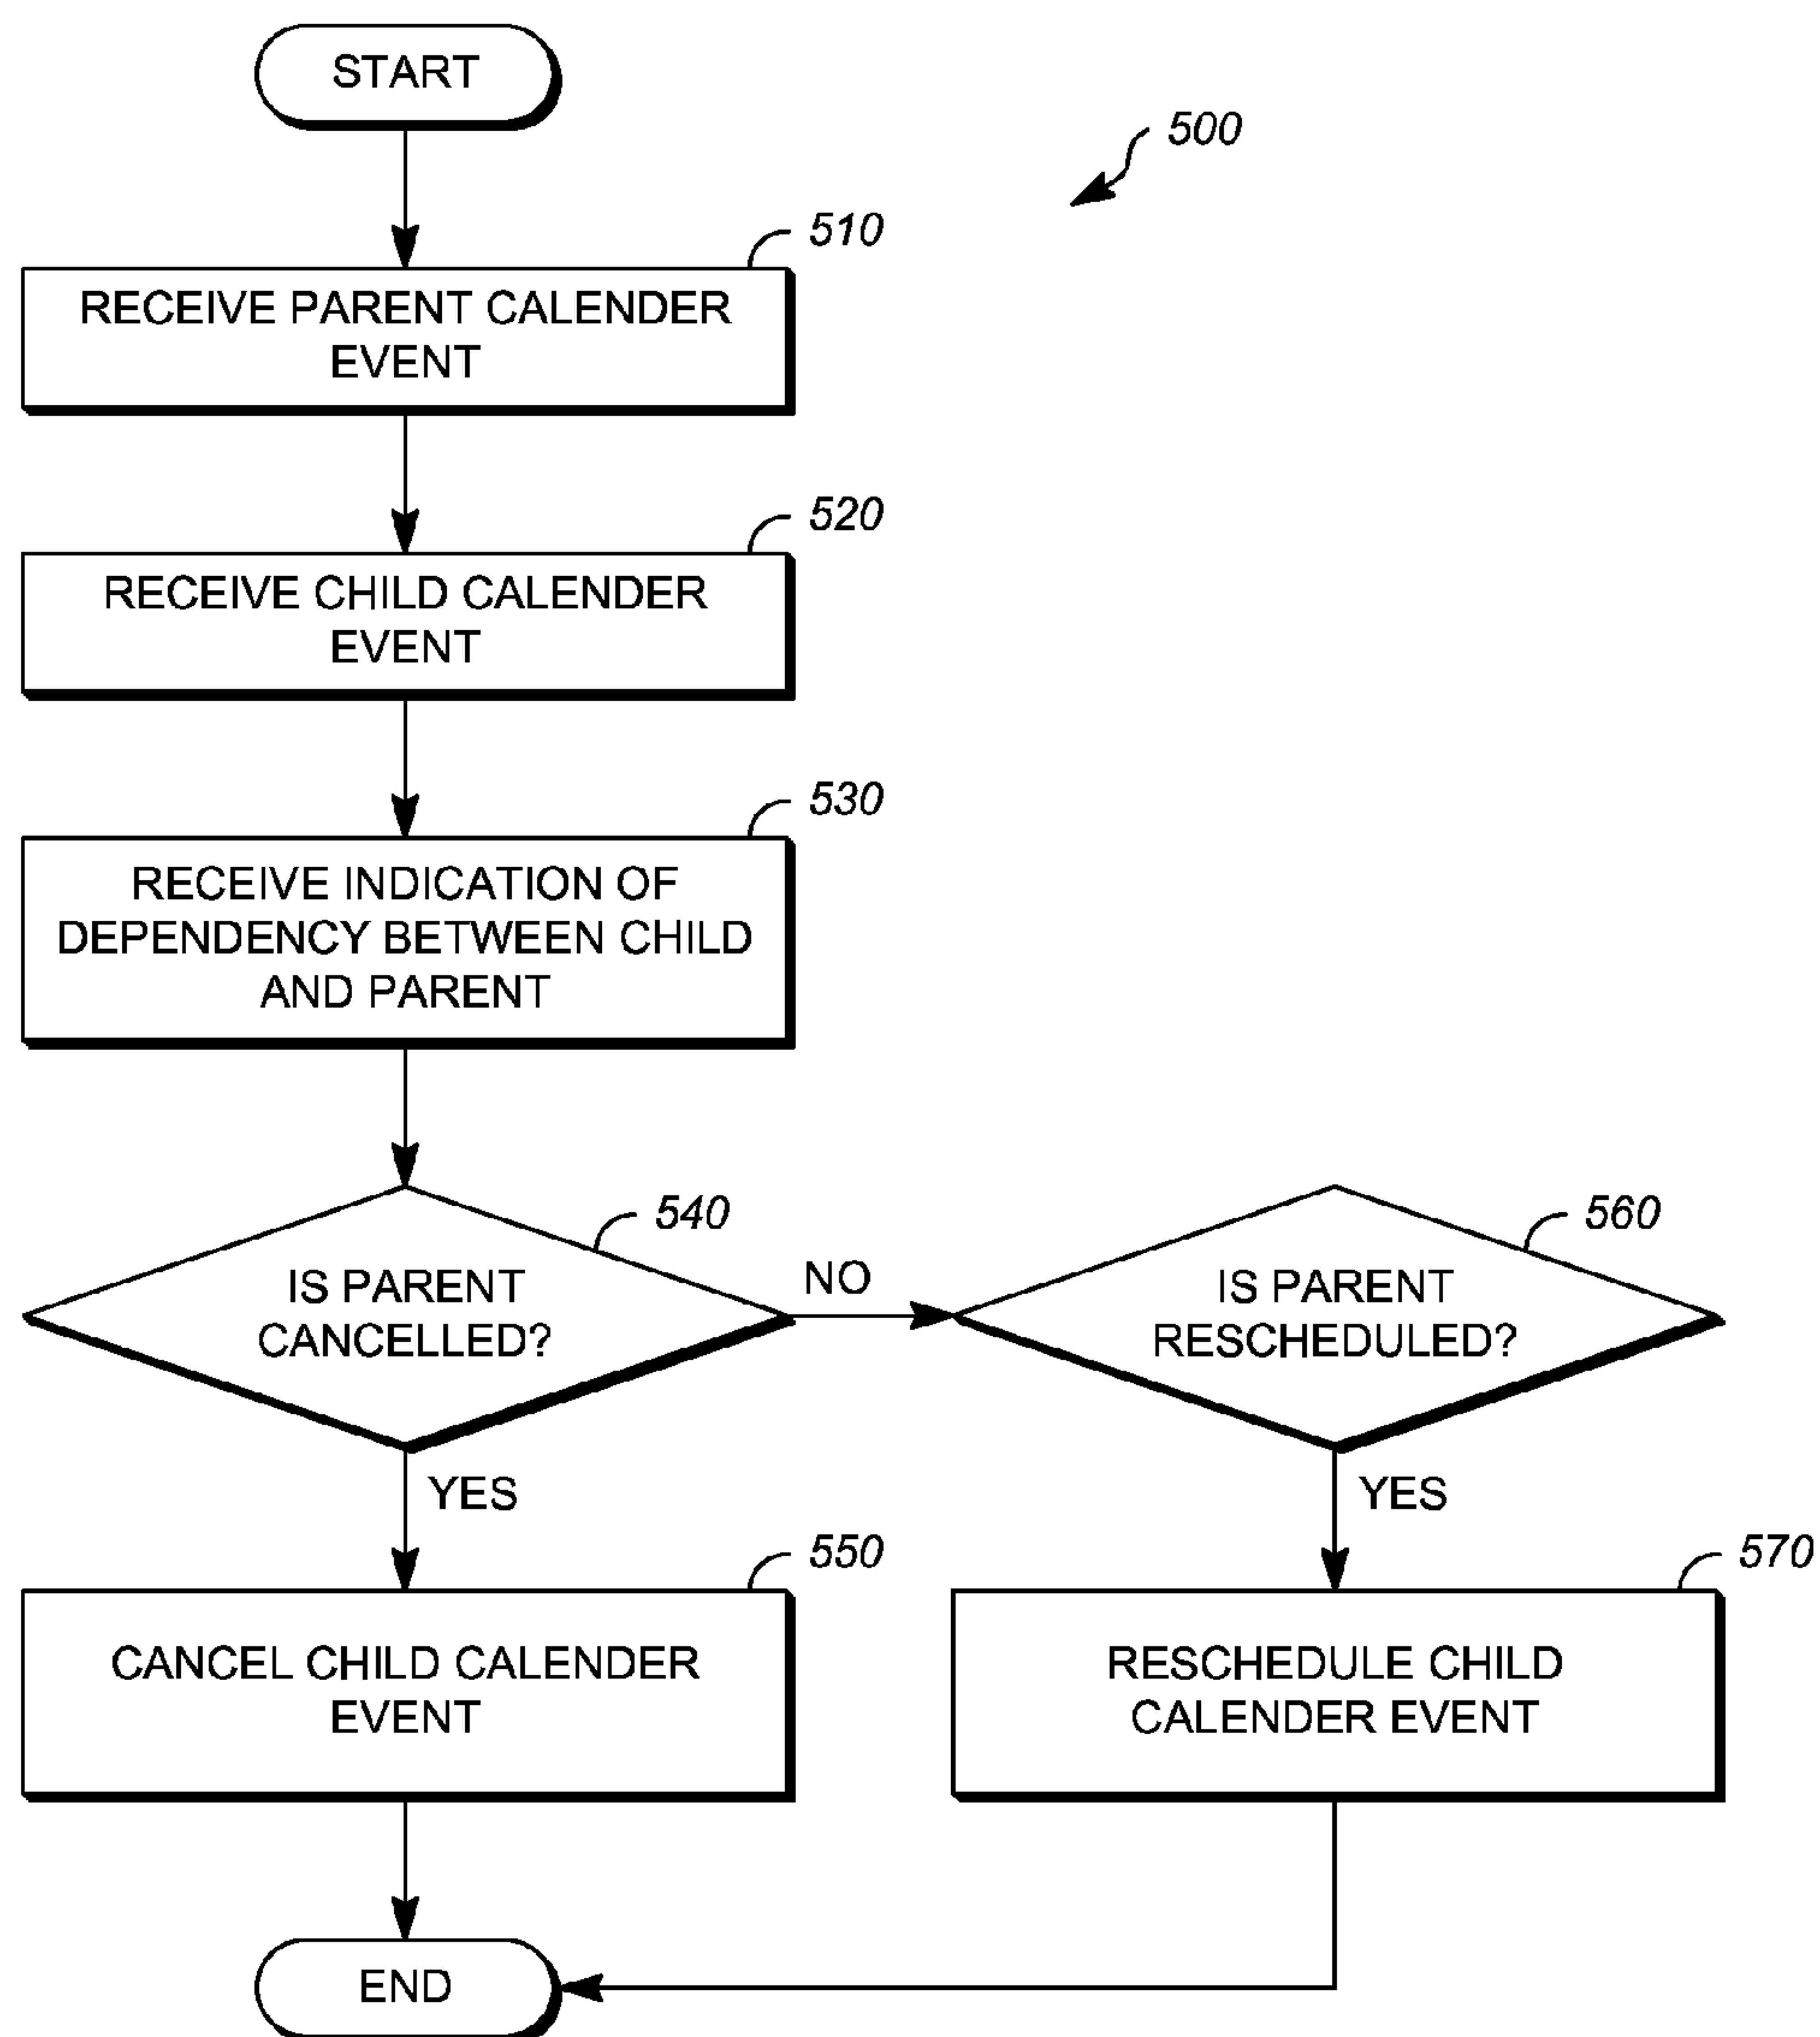 START
500
510
RECEIVE PARENT CALENDER
EVENT
520
RECEIVE CHILD CALENDER
EVENT
530
RECEIVE INDICATION OF
DEPENDENCY BETWEEN CHILD
AND PARENT
540
IS PARENT
CANCELLED?
NO
560
IS PARENT
RESCHEDULED?
YES
YES
550
CANCEL CHILD CALENDER
EVENT
570
RESCHEDULE CHILD
CALENDER EVENT
END